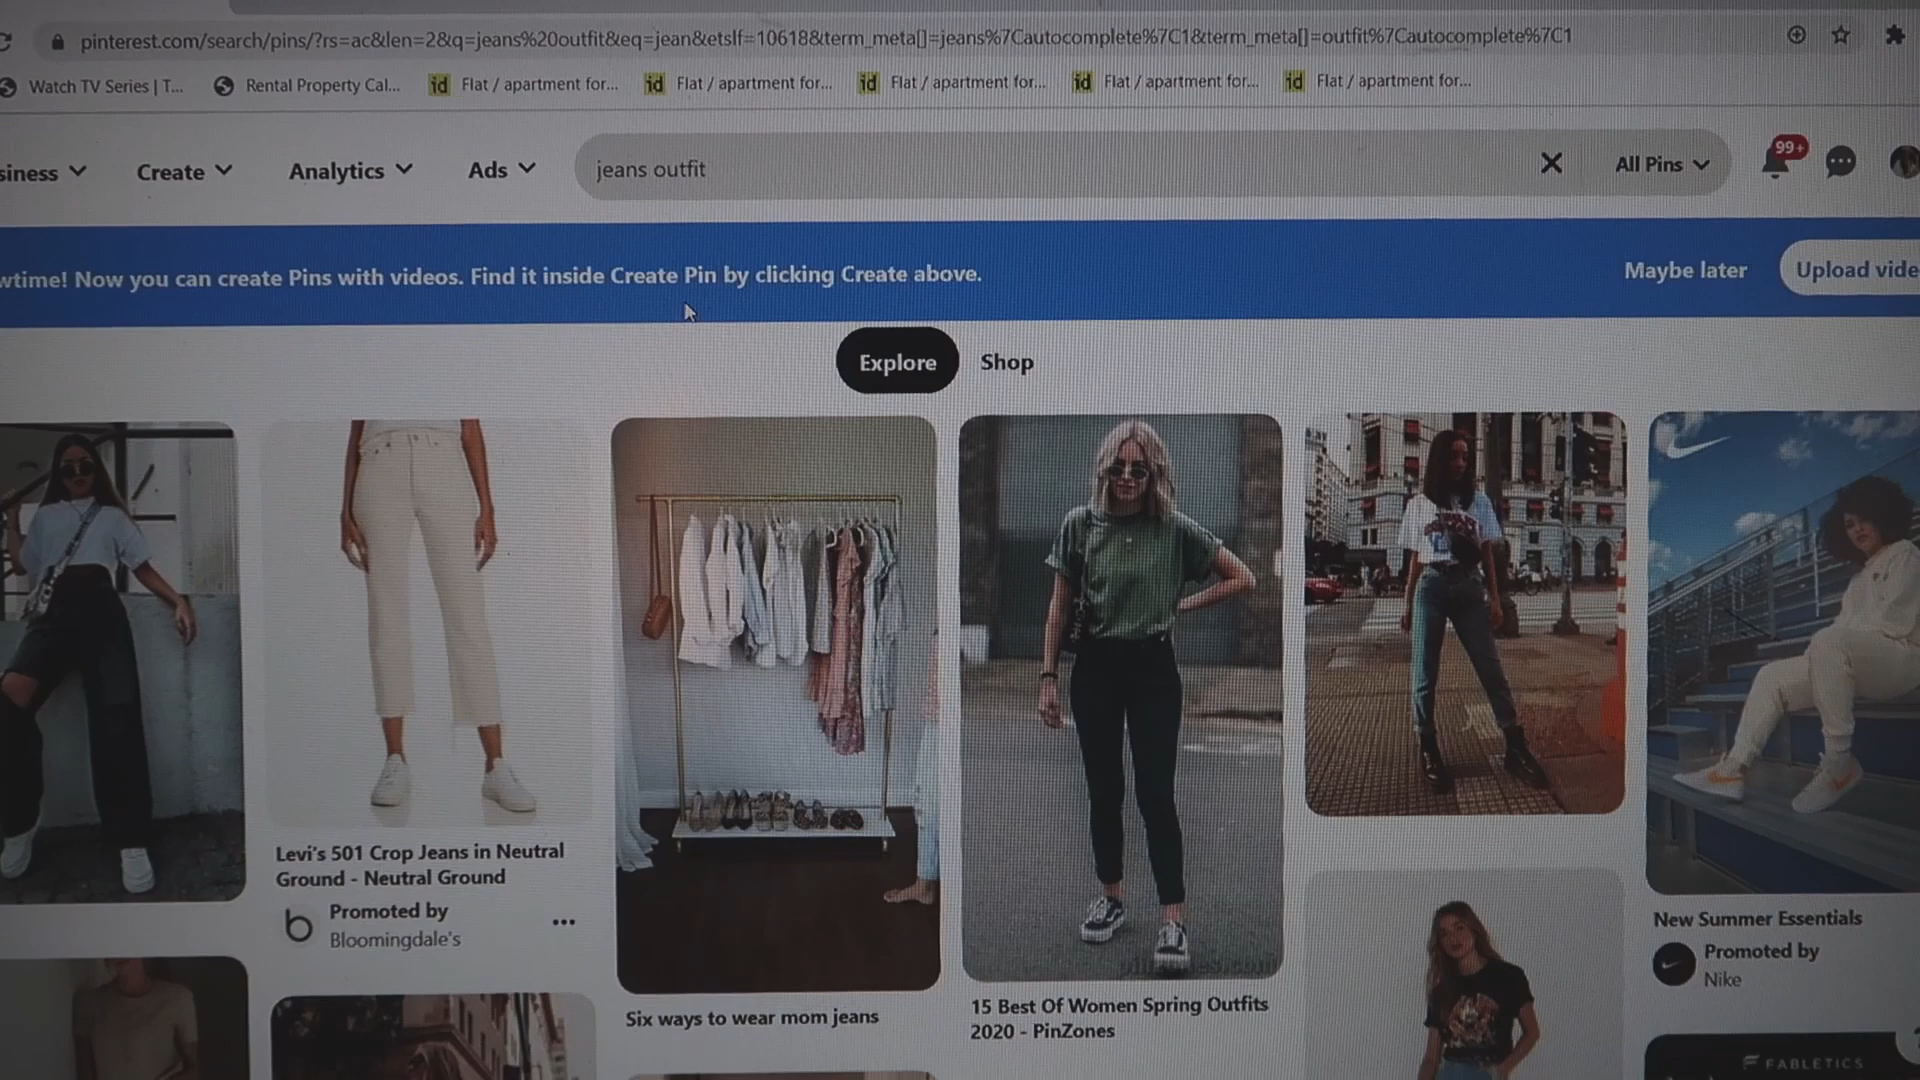 pinterest.com/search/pins/?rs=ac&len=2&q=jeans%20outfit&eq=jean&etslf=10618&term_meta[]=jeans%7Cautocomplete%7C1&term_meta[]=outfit%7Cautocomplete%7C1
Watch TV Series | T... Rental Property Cal... id Flat / apartment for... id Flat / apartment for... id Flat / apartment for... id Flat / apartment for... id Flat / apartment for...
siness Create Analytics Ads jeans outfit All Pins 99+
wtime! Now you can create Pins with videos. Find it inside Create Pin by clicking Create above. Maybe later Upload vide
Explore Shop
Levi's 501 Crop Jeans in Neutral
Ground - Neutral Ground
Promoted by
Bloomingdale's
Six ways to wear mom jeans
15 Best Of Women Spring Outfits
2020 - PinZones
New Summer Essentials
Promoted by
Nike
FABLETICS